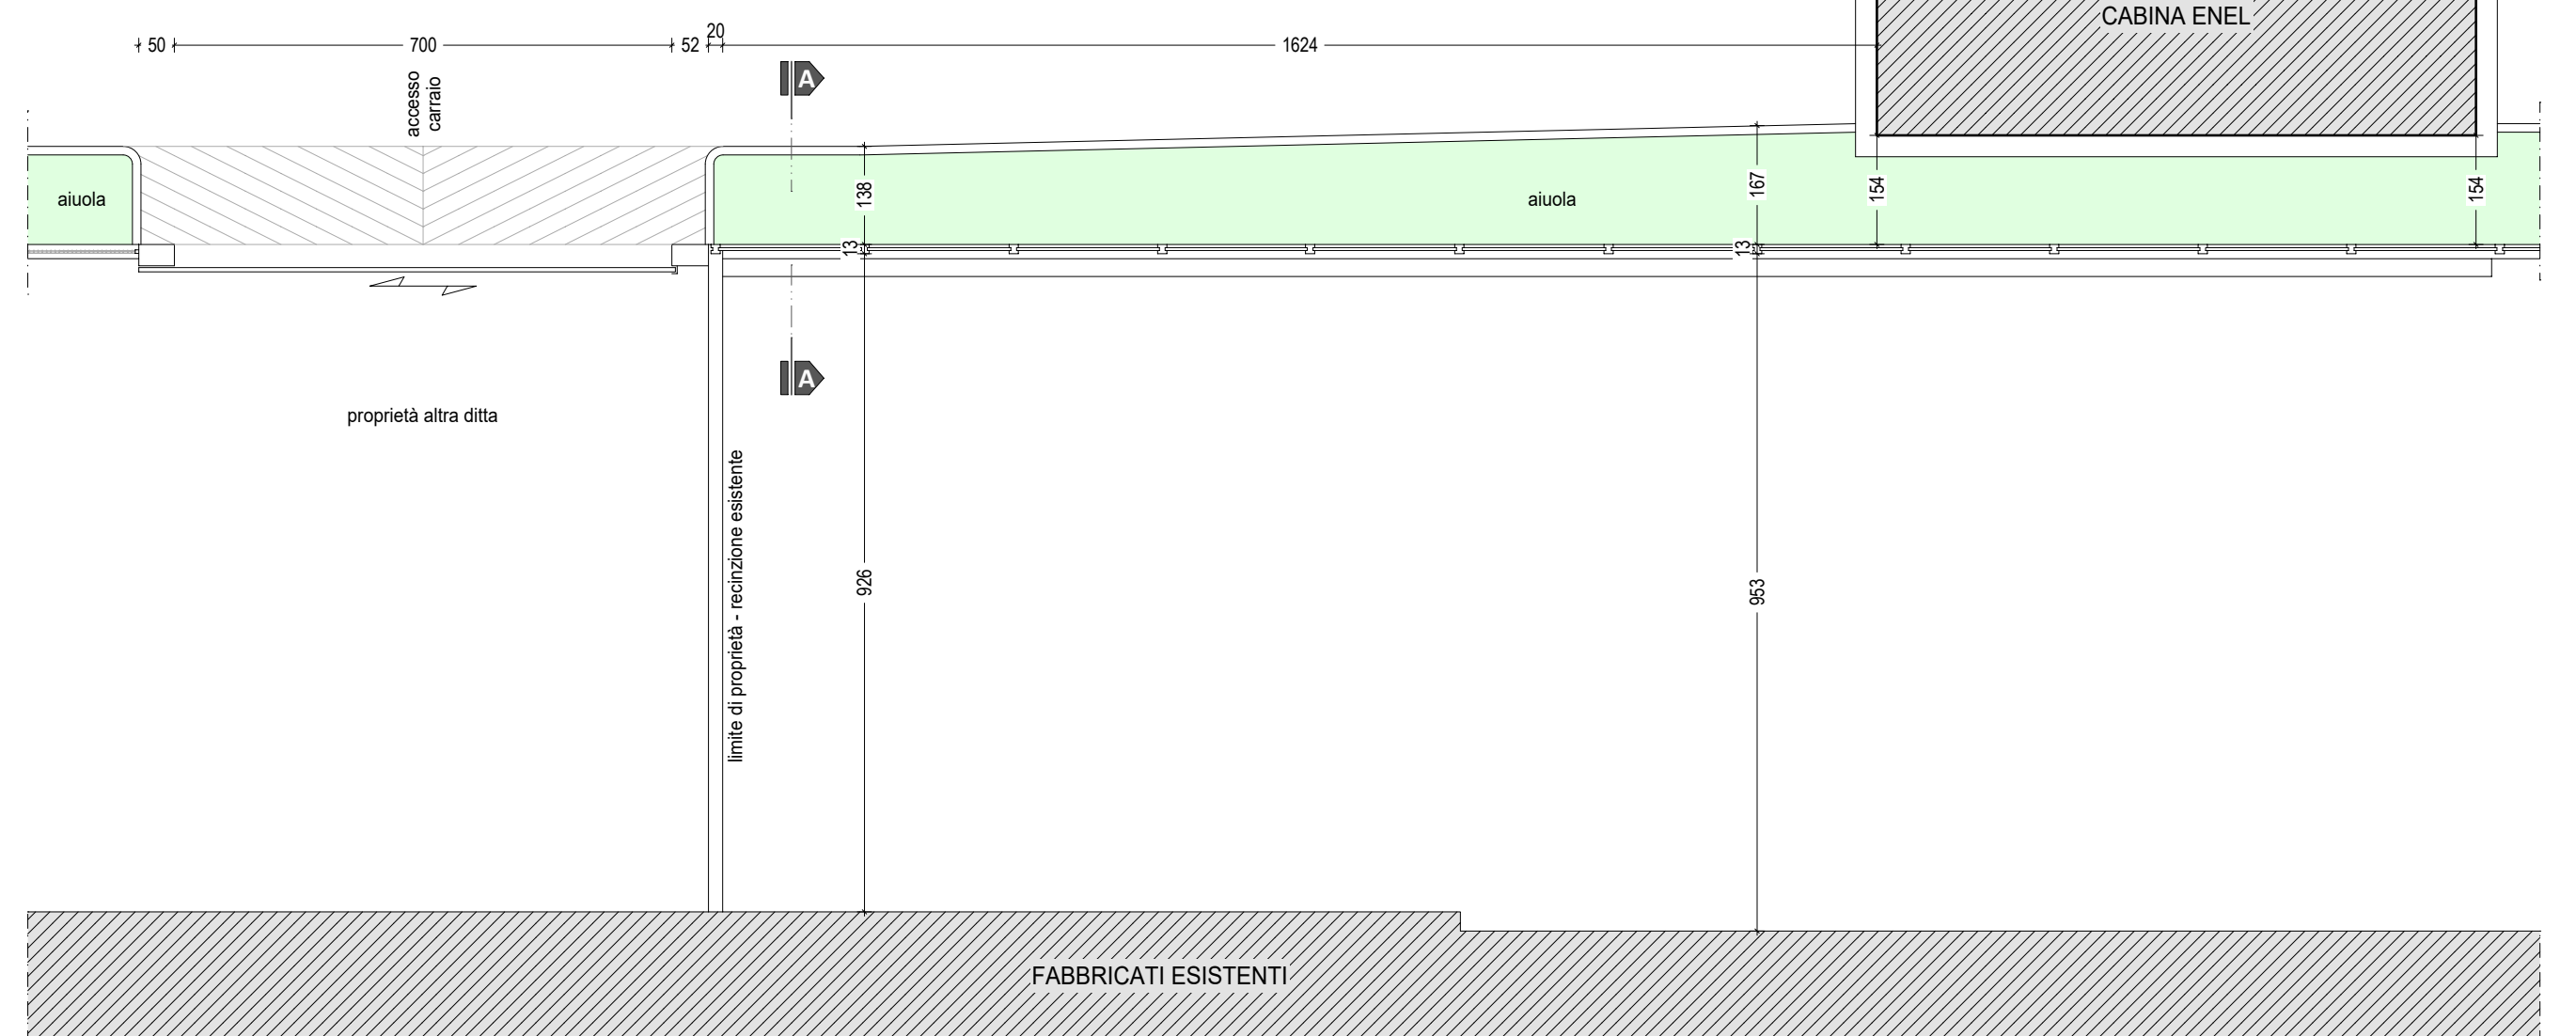 CABINA ENEL
20
50
700
52
1624
accesso
carraio
A
aiuola
138
aiuola
167
154
154
13
13
A
proprietà altra ditta
limite di proprietà - recinzione esistente
926
953
FABBRICATI ESISTENTI